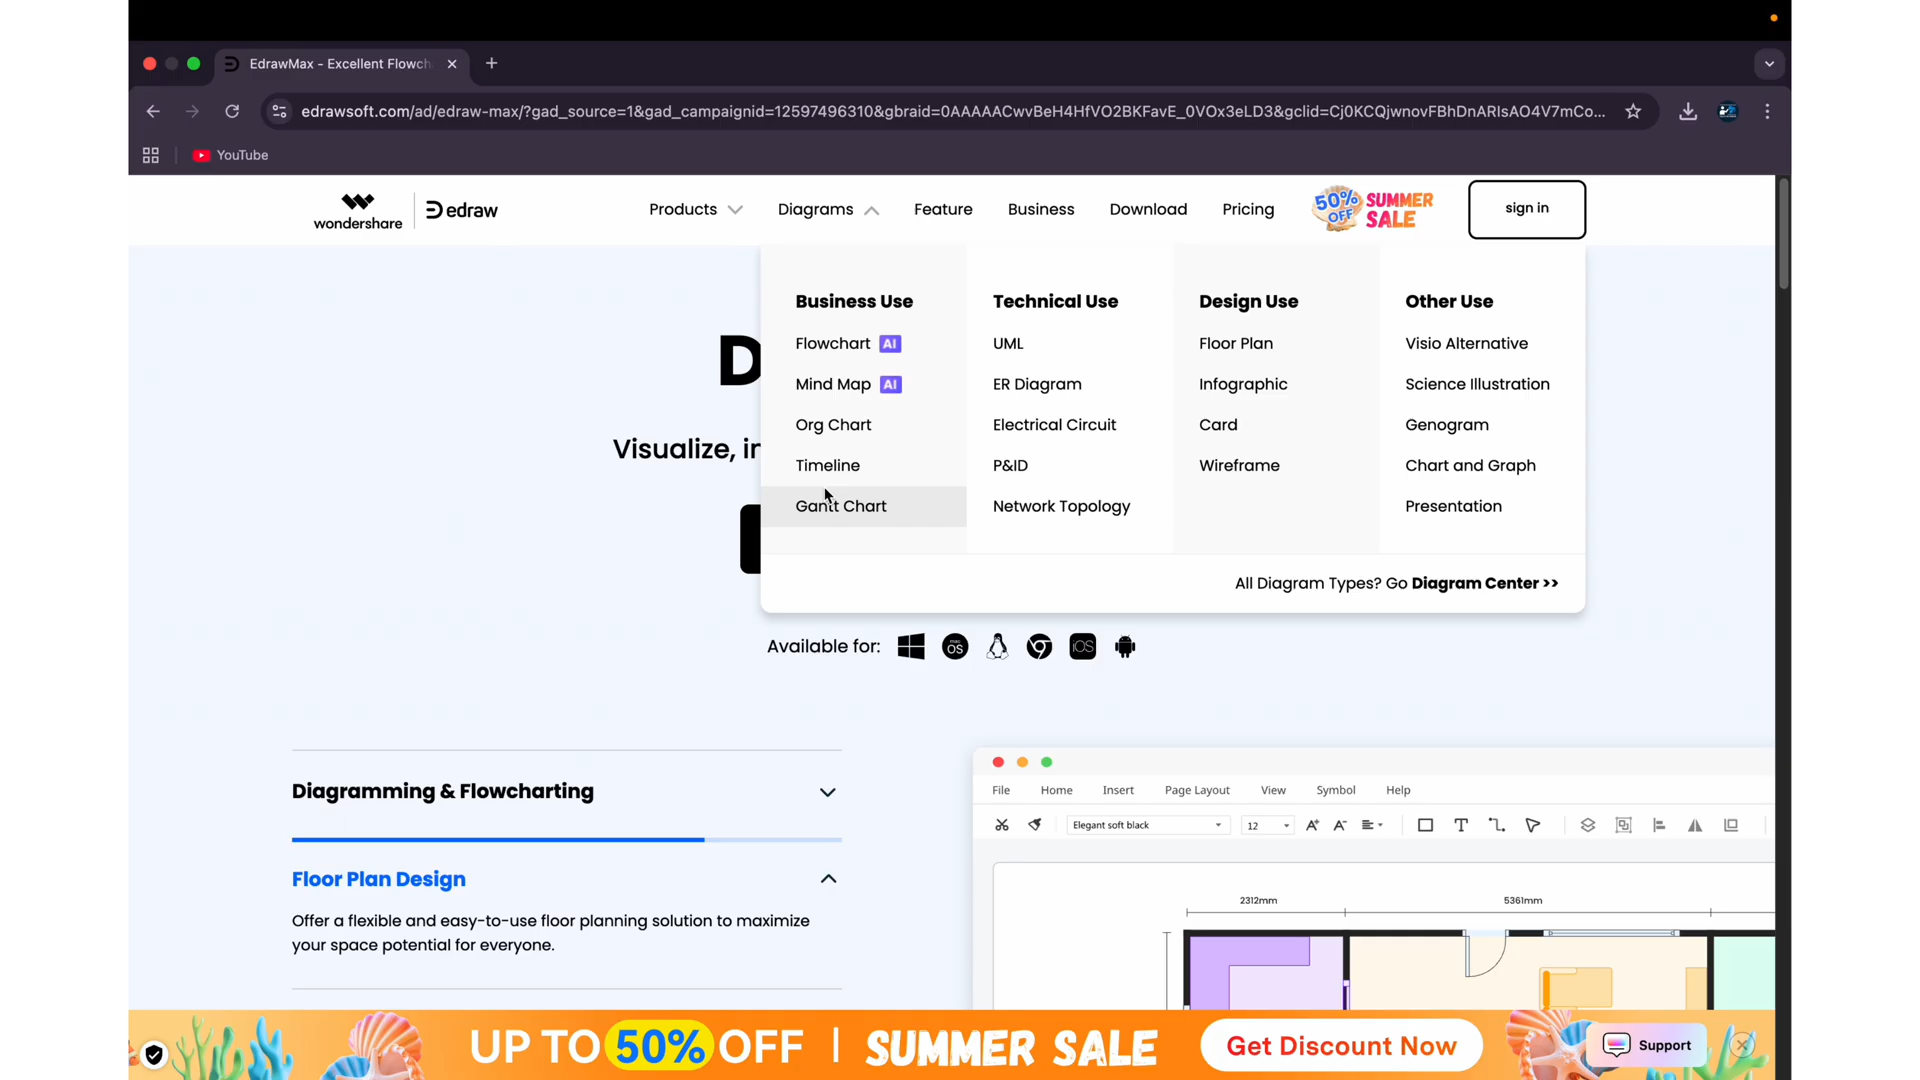 EdrawMax - Excellent Flowch
edrawsoft.com/ad/edraw-max/?gad_source=1&gad_campaignid=12597496310&gbraid=0AAAAACwvBeH4HfVO2BKFavE_0VOx3eLD3&gclid=Cj0KCQjwnovFBhDnARIsAO4V7mCo...
YouTube
wondershare edraw
Products Diagrams Feature Business Download Pricing 50% OFF SUMMER SALE sign in
Business Use Technical Use Design Use Other Use
Flowchart AI UML Floor Plan Visio Alternative
Mind Map AI ER Diagram Infographic Science Illustration
Org Chart Electrical Circuit Card Genogram
Timeline P&ID Wireframe Chart and Graph
Gantt Chart Network Topology Presentation
All Diagram Types? Go Diagram Center >>
D
Visualize, in
Available for: mac OS iOS
Diagramming & Flowcharting
Floor Plan Design
Offer a flexible and easy-to-use floor planning solution to maximize
your space potential for everyone.
File Home Insert Page Layout View Symbol Help
Elegant soft black 12 A+ A- T
2312mm 5361mm
UP TO 50% OFF | SUMMER SALE Get Discount Now Support